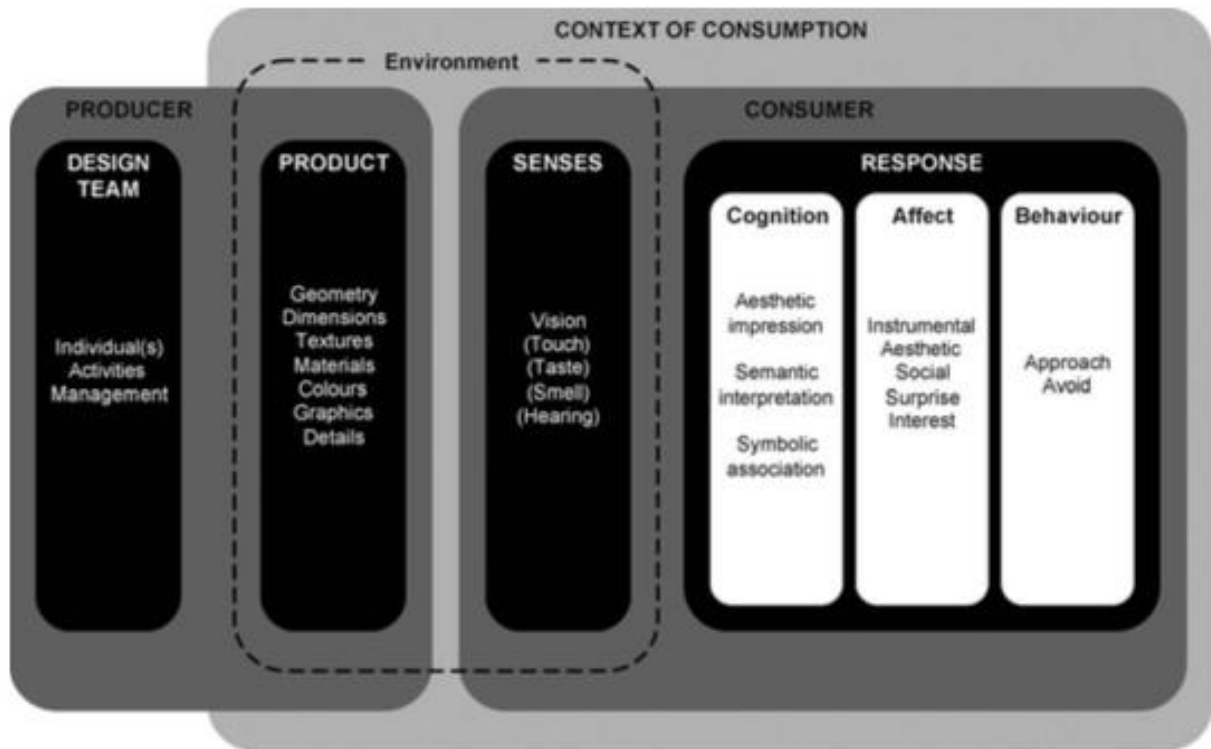 CONTEXT OF CONSUMPTION
Environment
PRODUCER
CONSUMER
DESIGN
TEAM
Individual(s)
Activities
Management
PRODUCT
Geometry
Dimensions
Textures
Materials
Colours
Graphics
Details
SENSES
Vision
(Touch)
(Taste)
(Smell)
(Hearing)
RESPONSE
Cognition
Aesthetic
impression
Semantic
interpretation
Symbolic
association
Affect
Instrumental
Aesthetic
Social
Surprise
Interest
Behaviour
Approach
Avoid